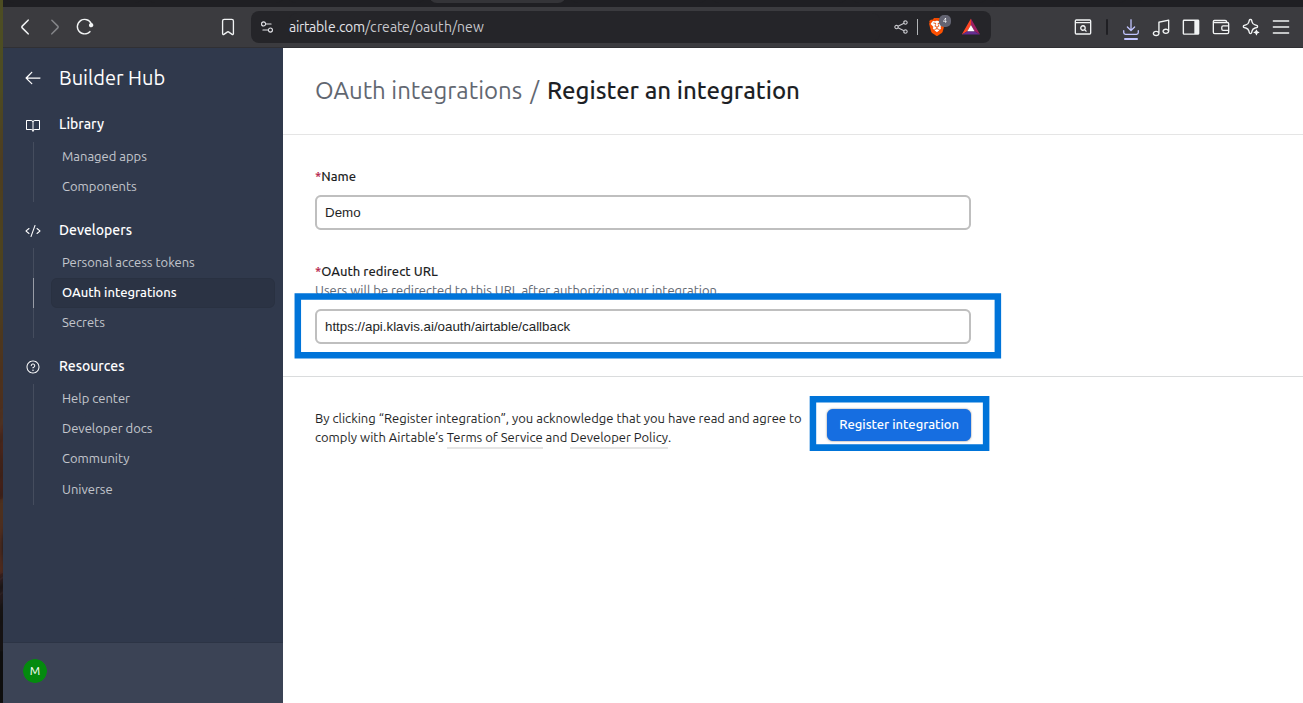 airtable.com/create/oauth/new
4
Builder Hub
Library
Managed apps
Components
Developers
Personal access tokens
OAuth integrations
Secrets
Resources
Help center
Developer docs
Community
Universe
M
OAuth integrations / Register an integration
*Name
Demo
*OAuth redirect URL
Users will be redirected to this URL after authorizing your integration
https://api.klavis.ai/oauth/airtable/callback
By clicking “Register integration”, you acknowledge that you have read and agree to
comply with Airtable’s Terms of Service and Developer Policy.
Register integration